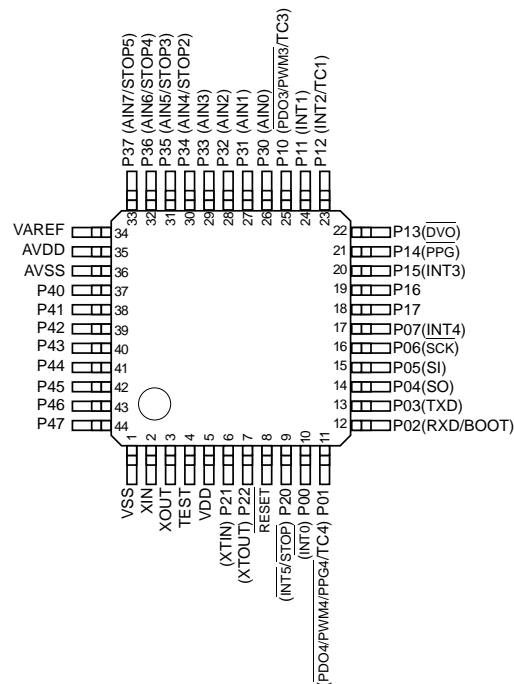 P37 (AIN7/STOP5)
P36 (AIN6/STOP4)
P35 (AIN5/STOP3)
P34 (AIN4/STOP2)
P33 (AIN3)
P32 (AIN2)
P31 (AIN1)
P30 (AIN0)
P10 (PDO3/PWM3/TC3)
P11 (INT1)
P12 (INT2/TC1)
33
32
31
30
29
28
27
26
25
24
23
VAREF 34
AVDD 35
AVSS 36
P40 37
P41 38
P42 39
P43 40
P44 41
P45 42
P46 43
P47 44
22 P13(DVO)
21 P14(PPG)
20 P15(INT3)
19 P16
18 P17
17 P07(INT4)
16 P06(SCK)
15 P05(SI)
14 P04(SO)
13 P03(TXD)
12 P02(RXD/BOOT)
1
2
3
4
5
6
7
8
9
10
11
VSS
XIN
XOUT
TEST
VDD
(XTIN) P21
(XTOUT) P22
RESET
(INT5/STOP) P20
(INT0) P00
(PDO4/PWM4/PPG4/TC4) P01